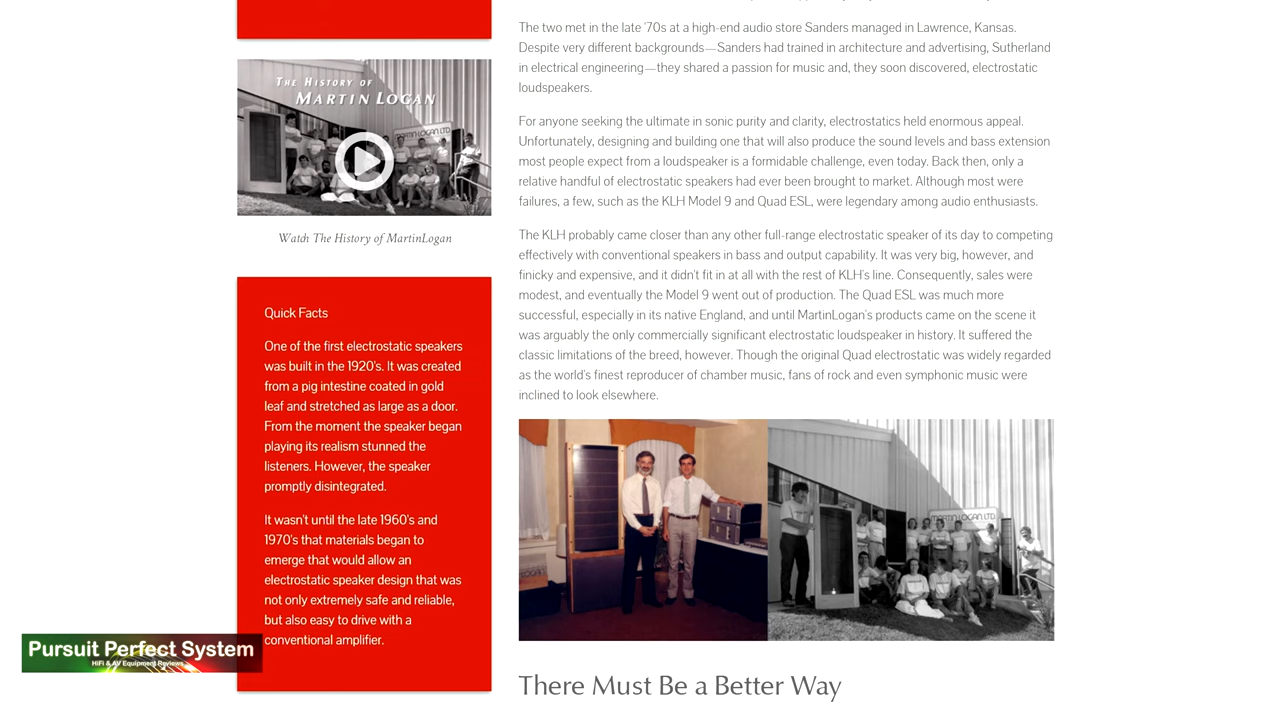 The two met in the late '70s at a high-end audio store Sanders managed in Lawrence, Kansas.
Despite very different backgrounds—Sanders had trained in architecture and advertising, Sutherland
in electrical engineering—they shared a passion for music and, they soon discovered, electrostatic
loudspeakers.
For anyone seeking the ultimate in sonic purity and clarity, electrostatics held enormous appeal.
Unfortunately, designing and building one that will also produce the sound levels and bass extension
most people expect from a loudspeaker is a formidable challenge, even today. Back then, only a
relative handful of electrostatic speakers had ever been brought to market. Although most were
failures, a few, such as the KLH Model 9 and Quad ESL, were legendary among audio enthusiasts.
The KLH probably came closer than any other full-range electrostatic speaker of its day to competing
effectively with conventional speakers in bass and output capability. It was very big, however, and
finicky and expensive, and it didn't fit in at all with the rest of KLH's line. Consequently, sales were
modest, and eventually the Model 9 went out of production. The Quad ESL was much more
successful, especially in its native England, and until MartinLogan's products came on the scene it
was arguably the only commercially significant electrostatic loudspeaker in history. It suffered the
classic limitations of the breed, however. Though the original Quad electrostatic was widely regarded
as the world's finest reproducer of chamber music, fans of rock and even symphonic music were
inclined to look elsewhere.
MARTIN LOGAN LTD.
There Must Be a Better Way
The History of
Martin Logan
MARTIN LOGAN LTD.
Watch The History of MartinLogan
Quick Facts
One of the first electrostatic speakers
was built in the 1920's. It was created
from a pig intestine coated in gold
leaf and stretched as large as a door.
From the moment the speaker began
playing its realism stunned the
listeners. However, the speaker
promptly disintegrated.
It wasn't until the late 1960's and
1970's that materials began to
emerge that would allow an
electrostatic speaker design that was
not only extremely safe and reliable,
but also easy to drive with a
conventional amplifier.
Pursuit Perfect System
HiFi & AV Equipment Reviews